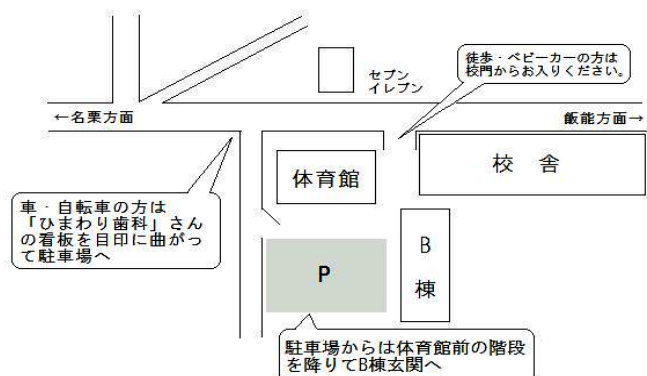 徒歩・ベビーカーの方は
校門からお入りください。
セブン
イレブン
←名栗方面
飯能方面→
体育館
校 舎
車・自転車の方は
「ひまわり歯科」さん
の看板を目印に曲がっ
て駐車場へ
P
B
棟
駐車場からは体育館前の階段
を降りてB棟玄関へ